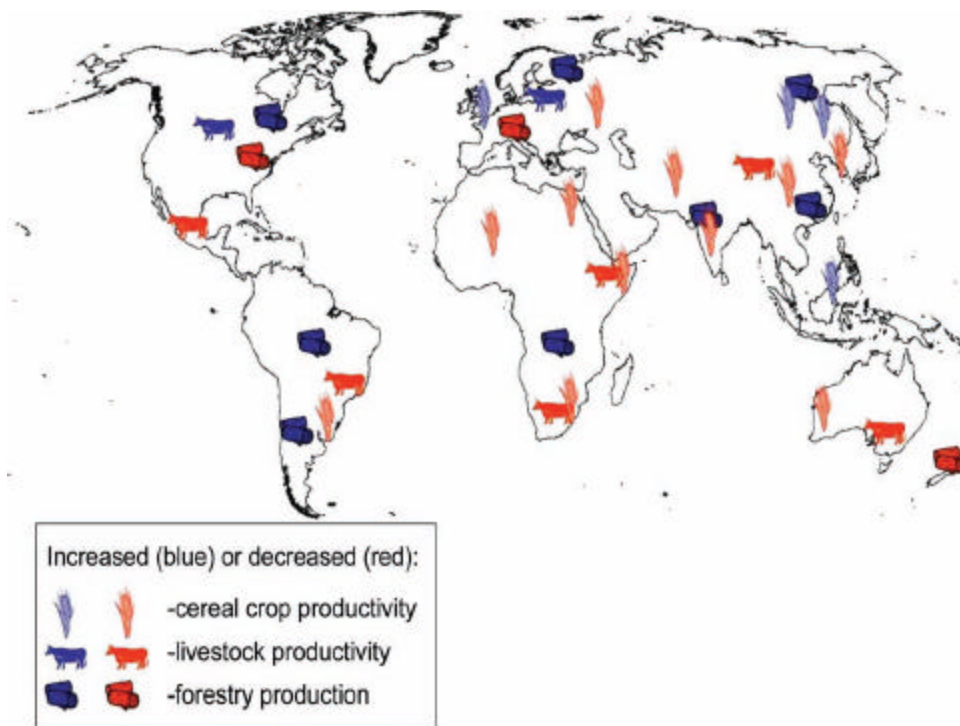 Increased (blue) or decreased (red):
-cereal crop productivity
-livestock productivity
-forestry production